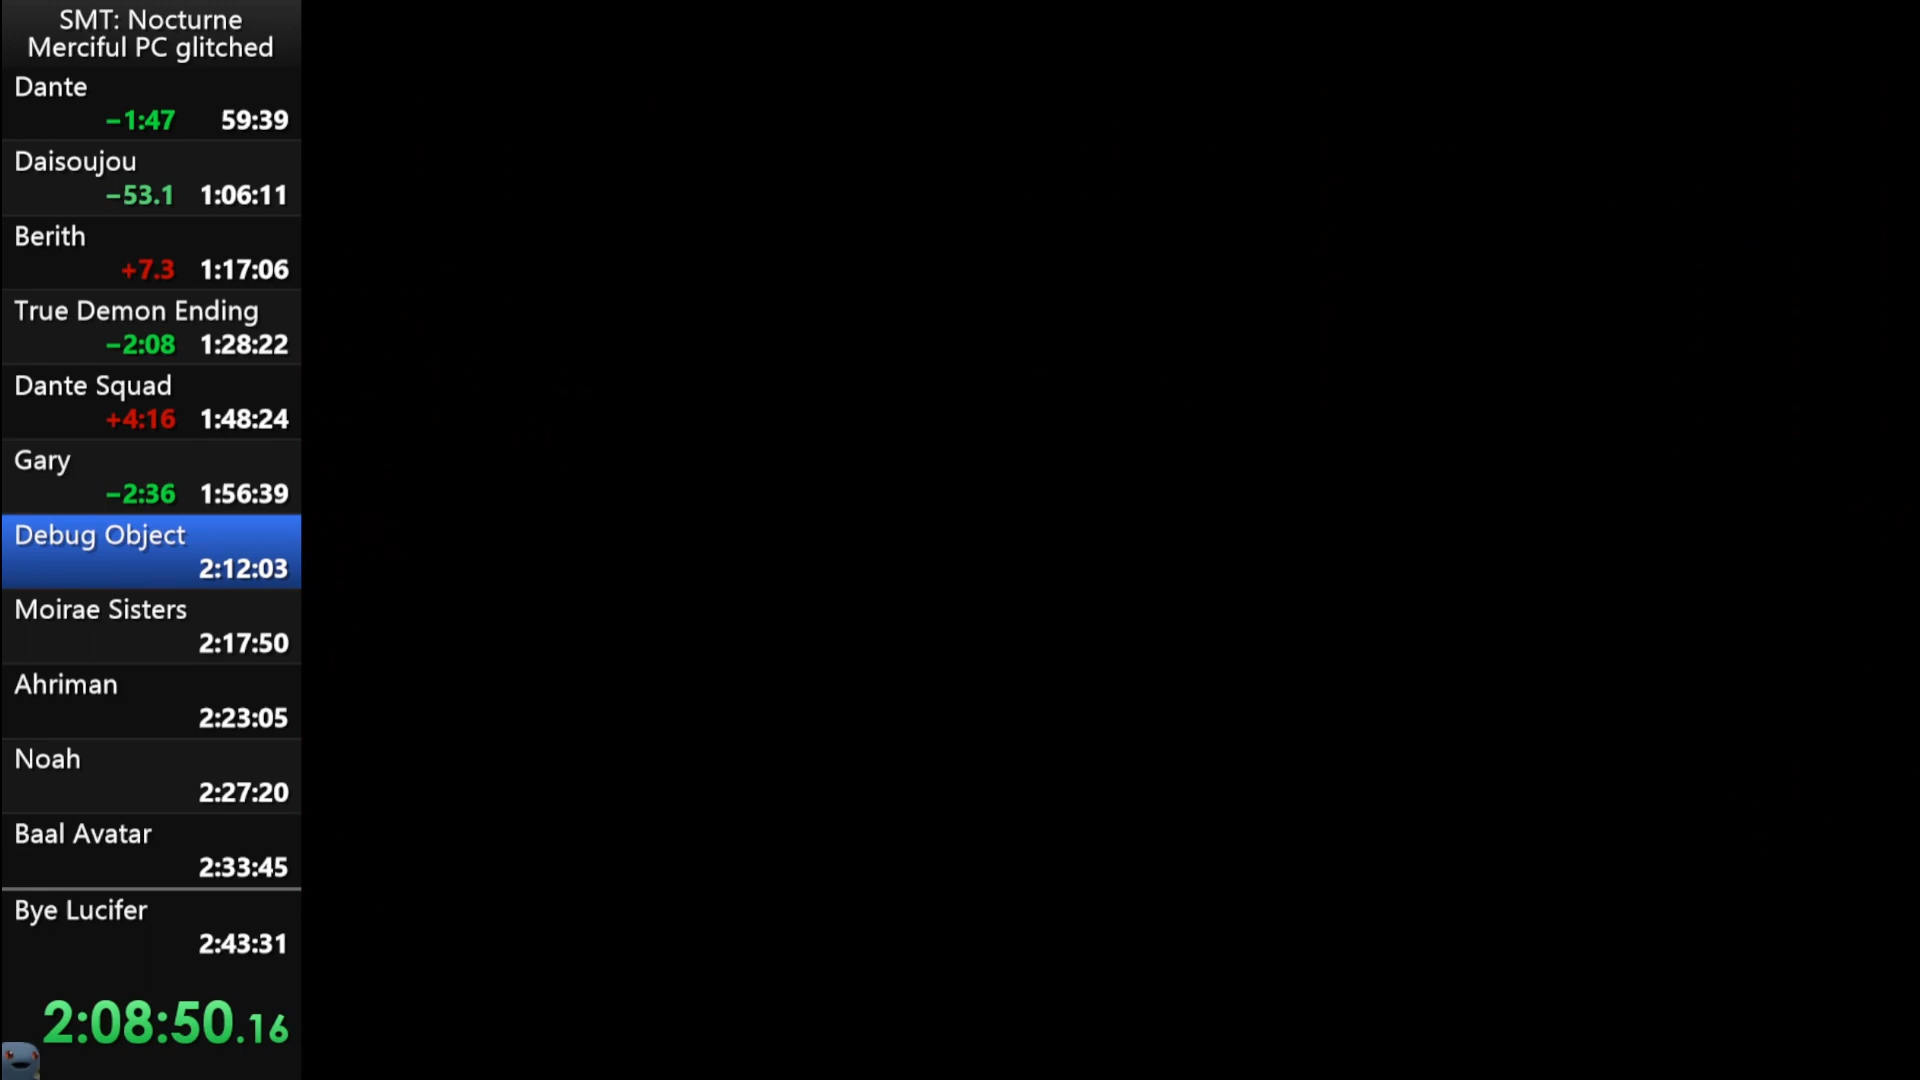 SMT: Nocturne
Merciful PC glitched
Dante
−1:47 59:39
Daisoujou
−53.1 1:06:11
Berith
+7.3 1:17:06
True Demon Ending
−2:08 1:28:22
Dante Squad
+4:16 1:48:24
Gary
−2:36 1:56:39
Debug Object
2:12:03
Moirae Sisters
2:17:50
Ahriman
2:23:05
Noah
2:27:20
Baal Avatar
2:33:45
Bye Lucifer
2:43:31
2:08:50.16